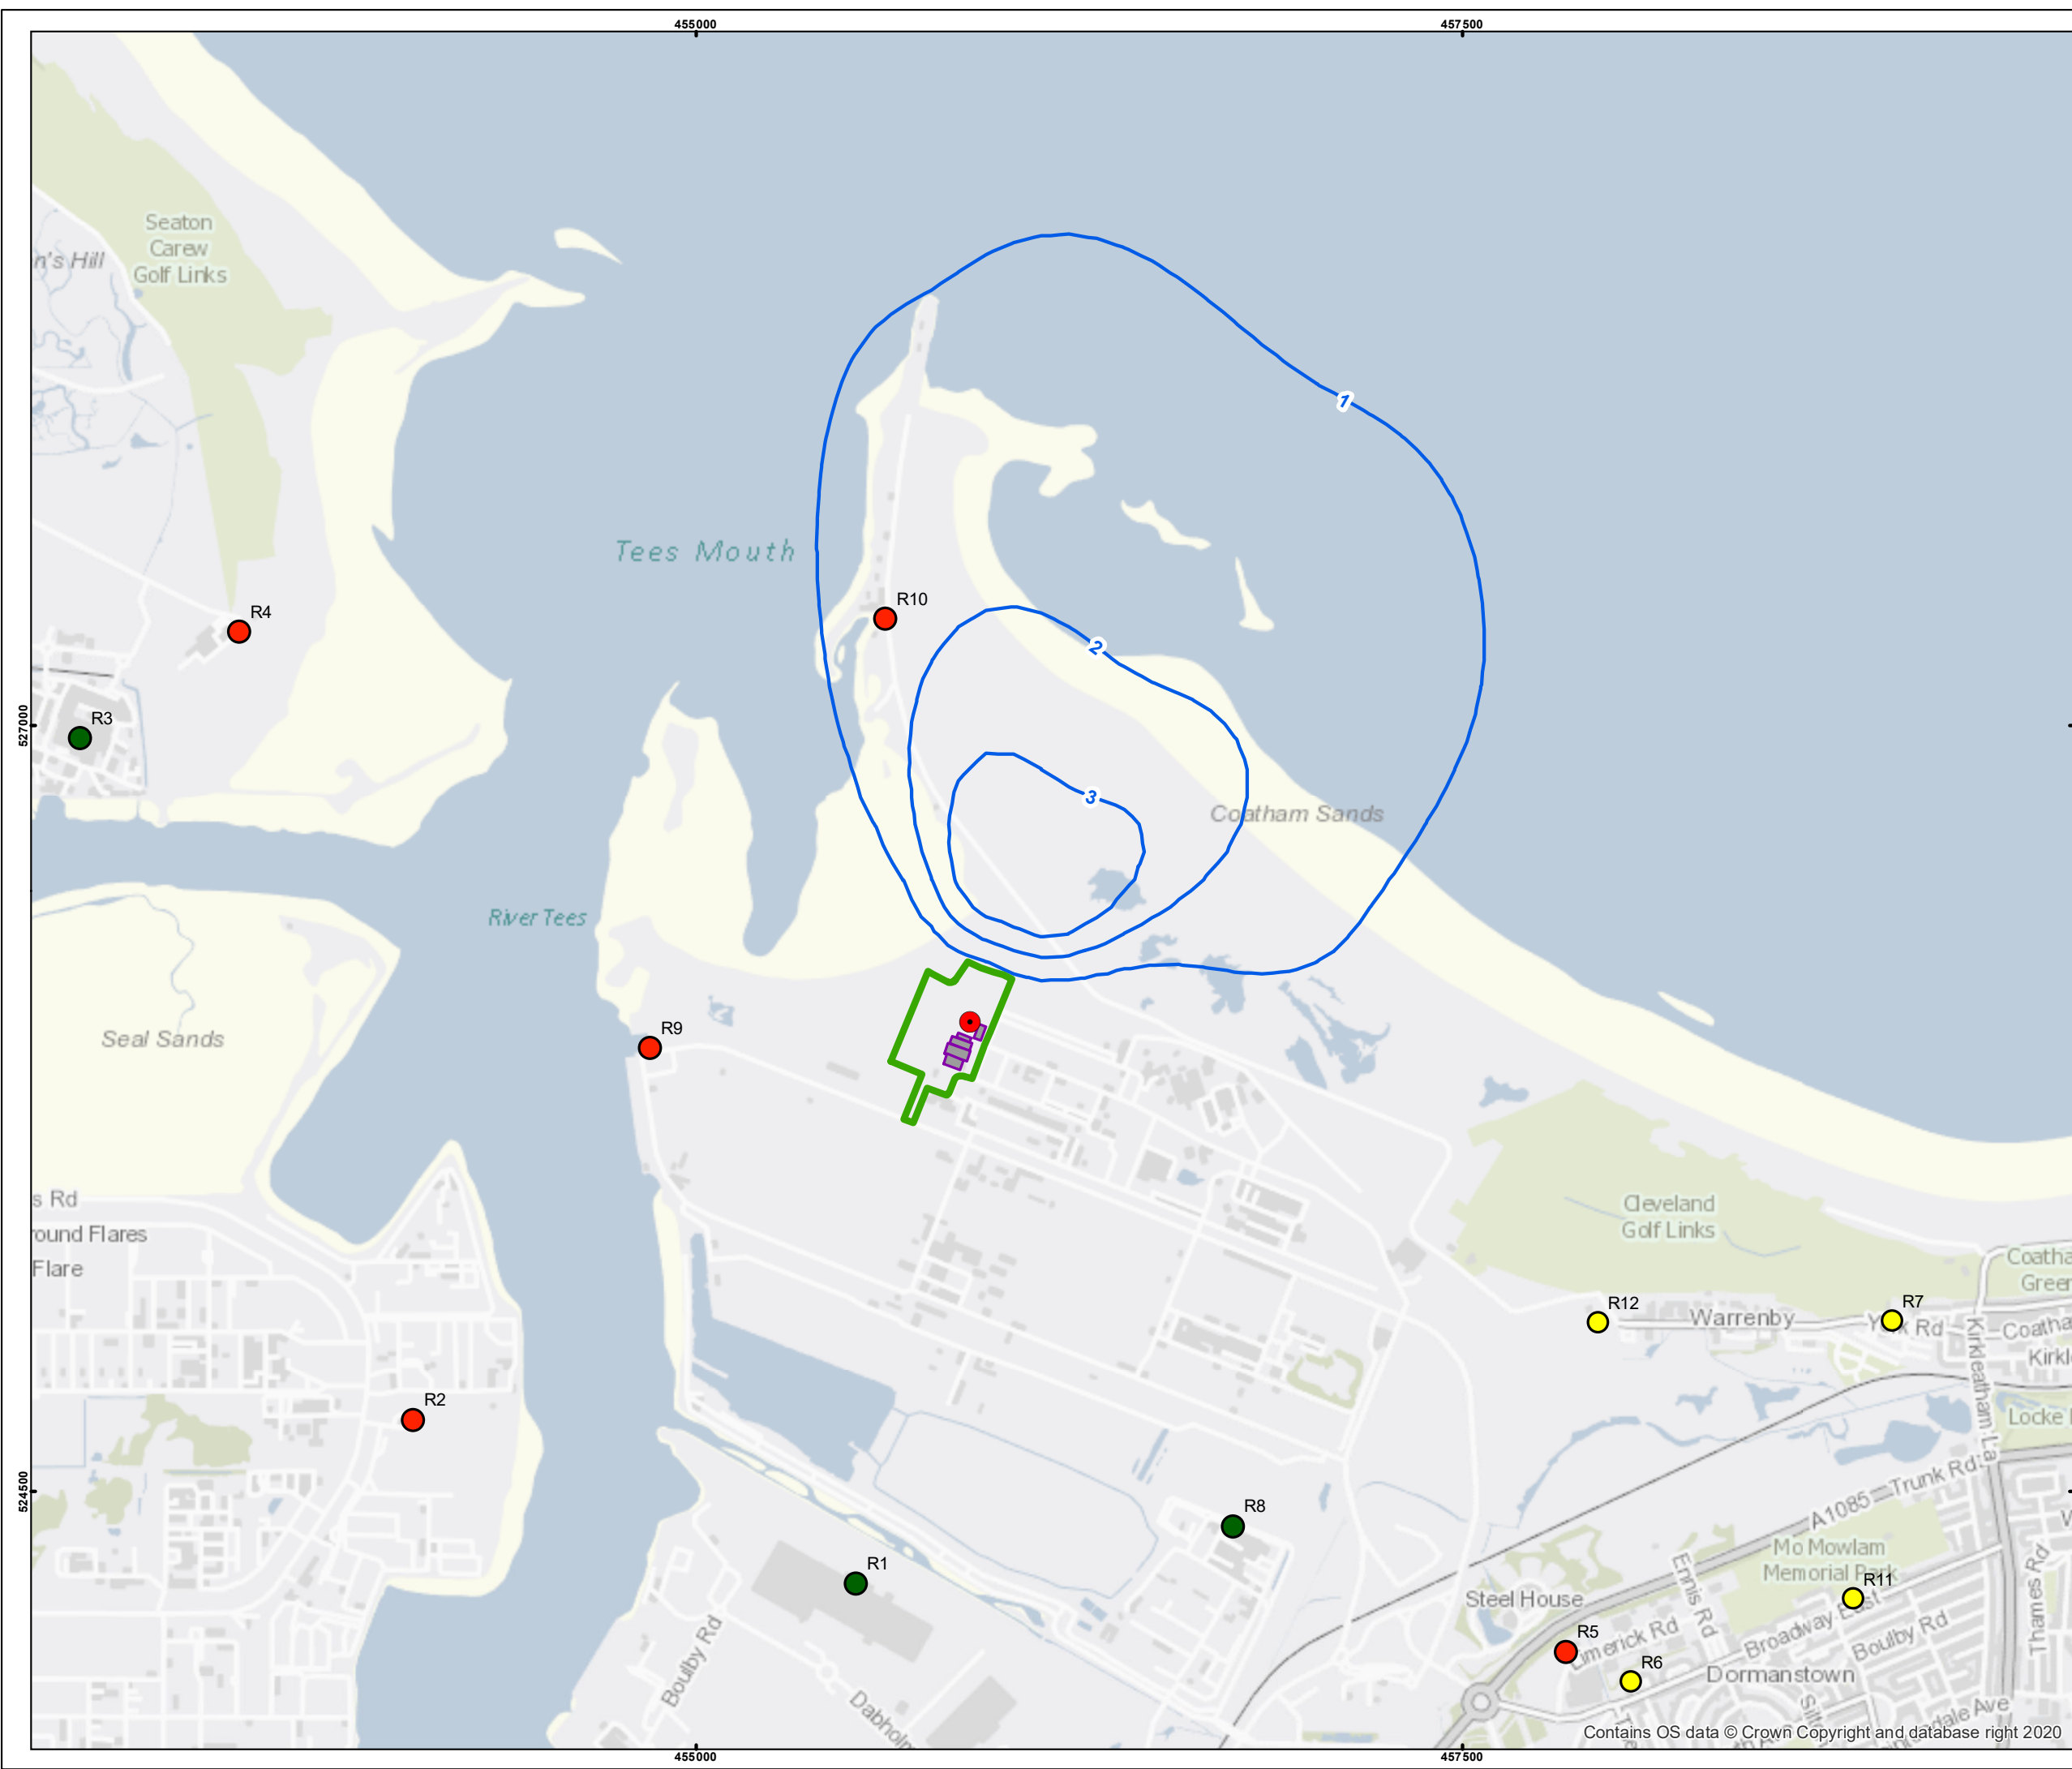 455000
457500
Seaton
Carew
Golf Links
n's Hill
1
Tees Mouth
R10
R4
2
R3
527000
3
Coatham Sands
River Tees
R9
Seal Sands
s Rd
round Flares
Flare
Cleveland
Golf Links
Coatha
Green
R12
Warrenby
R7
York Rd
Coatha
Kirkl
Kirkleatham La
R2
Locke
A1085
Trunk Rd
524500
R8
Mo Mowlam
Memorial Park
R1
Ennis Rd
Steel House
R11
Thames Rd
R5
Limerick Rd
Broadway East
Boulby Rd
R6
Dormanstown
Boulby Rd
Dabholm
dale Ave
Contains OS data © Crown Copyright and database right 2020
455000
457500